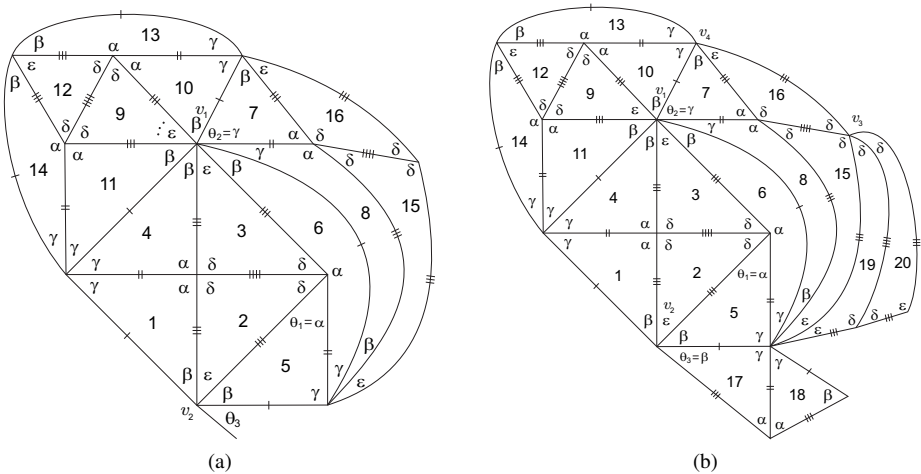 13
β α γ
β ε δ δ α γ β ε
12 10 16
9 v₁ 7
δ ε β θ₂=γ α δ δ
α δ γ
α β β α δ
14 11 β ε 8 15
4 3 6
γ α δ δ α
γ γ
γ α δ δ
1 2 θ₁=α
5 β
β ε γ ε
β γ
v₂ θ₃
(a)
13 v₄
β α γ
β ε δ δ α γ β ε
12 10 16
9 v₁ 7 v₃
δ ε β θ₂=γ α δ δ
α δ γ δ δ
α β β α δ
14 11 β ε 8 15
4 3 6
γ α δ δ α
γ γ
γ α δ δ 19 20
1 2 θ₁=α
v₂ 5 β
β ε γ ε δ δ ε
β γ ε
θ₃=β γ γ
17 18 β
α α
(b)